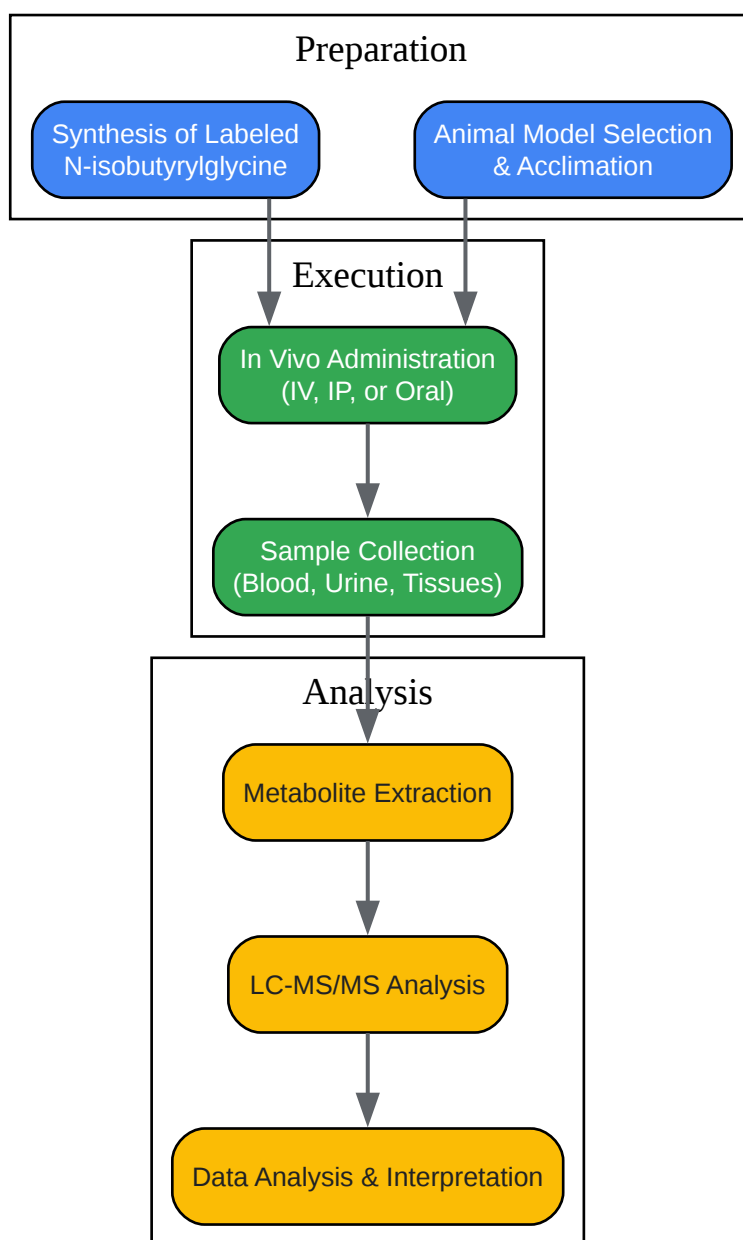 Preparation
Synthesis of Labeled
N-isobutyrylglycine
Animal Model Selection
& Acclimation
Execution
In Vivo Administration
(IV, IP, or Oral)
Sample Collection
(Blood, Urine, Tissues)
Analysis
Metabolite Extraction
LC-MS/MS Analysis
Data Analysis & Interpretation